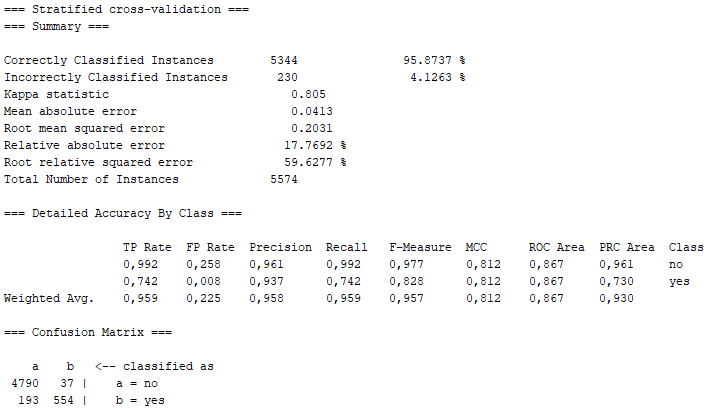 === Stratified cross-validation ===
=== Summary ===
Correctly Classified Instances 5344 95.8737 %
Incorrectly Classified Instances 230 4.1263 %
Kappa statistic 0.805
Mean absolute error 0.0413
Root mean squared error 0.2031
Relative absolute error 17.7692 %
Root relative squared error 59.6277 %
Total Number of Instances 5574
=== Detailed Accuracy By Class ===
TP Rate FP Rate Precision Recall F-Measure MCC ROC Area PRC Area Class
0,992 0,258 0,961 0,992 0,977 0,812 0,867 0,961 no
0,742 0,008 0,937 0,742 0,828 0,812 0,867 0,730 yes
Weighted Avg. 0,959 0,225 0,958 0,959 0,957 0,812 0,867 0,930
=== Confusion Matrix ===
a b <-- classified as
4790 37 | a = no
193 554 | b = yes